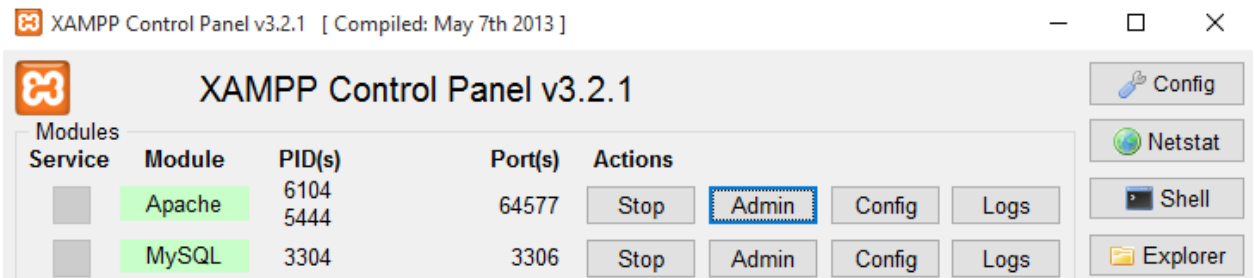 XAMPP Control Panel v3.2.1 [ Compiled: May 7th 2013 ]
XAMPP Control Panel v3.2.1
Config
Modules
Netstat
Service Module PID(s) Port(s) Actions
Apache 6104 5444 64577 Stop Admin Config Logs
Shell
MySQL 3304 3306 Stop Admin Config Logs
Explorer